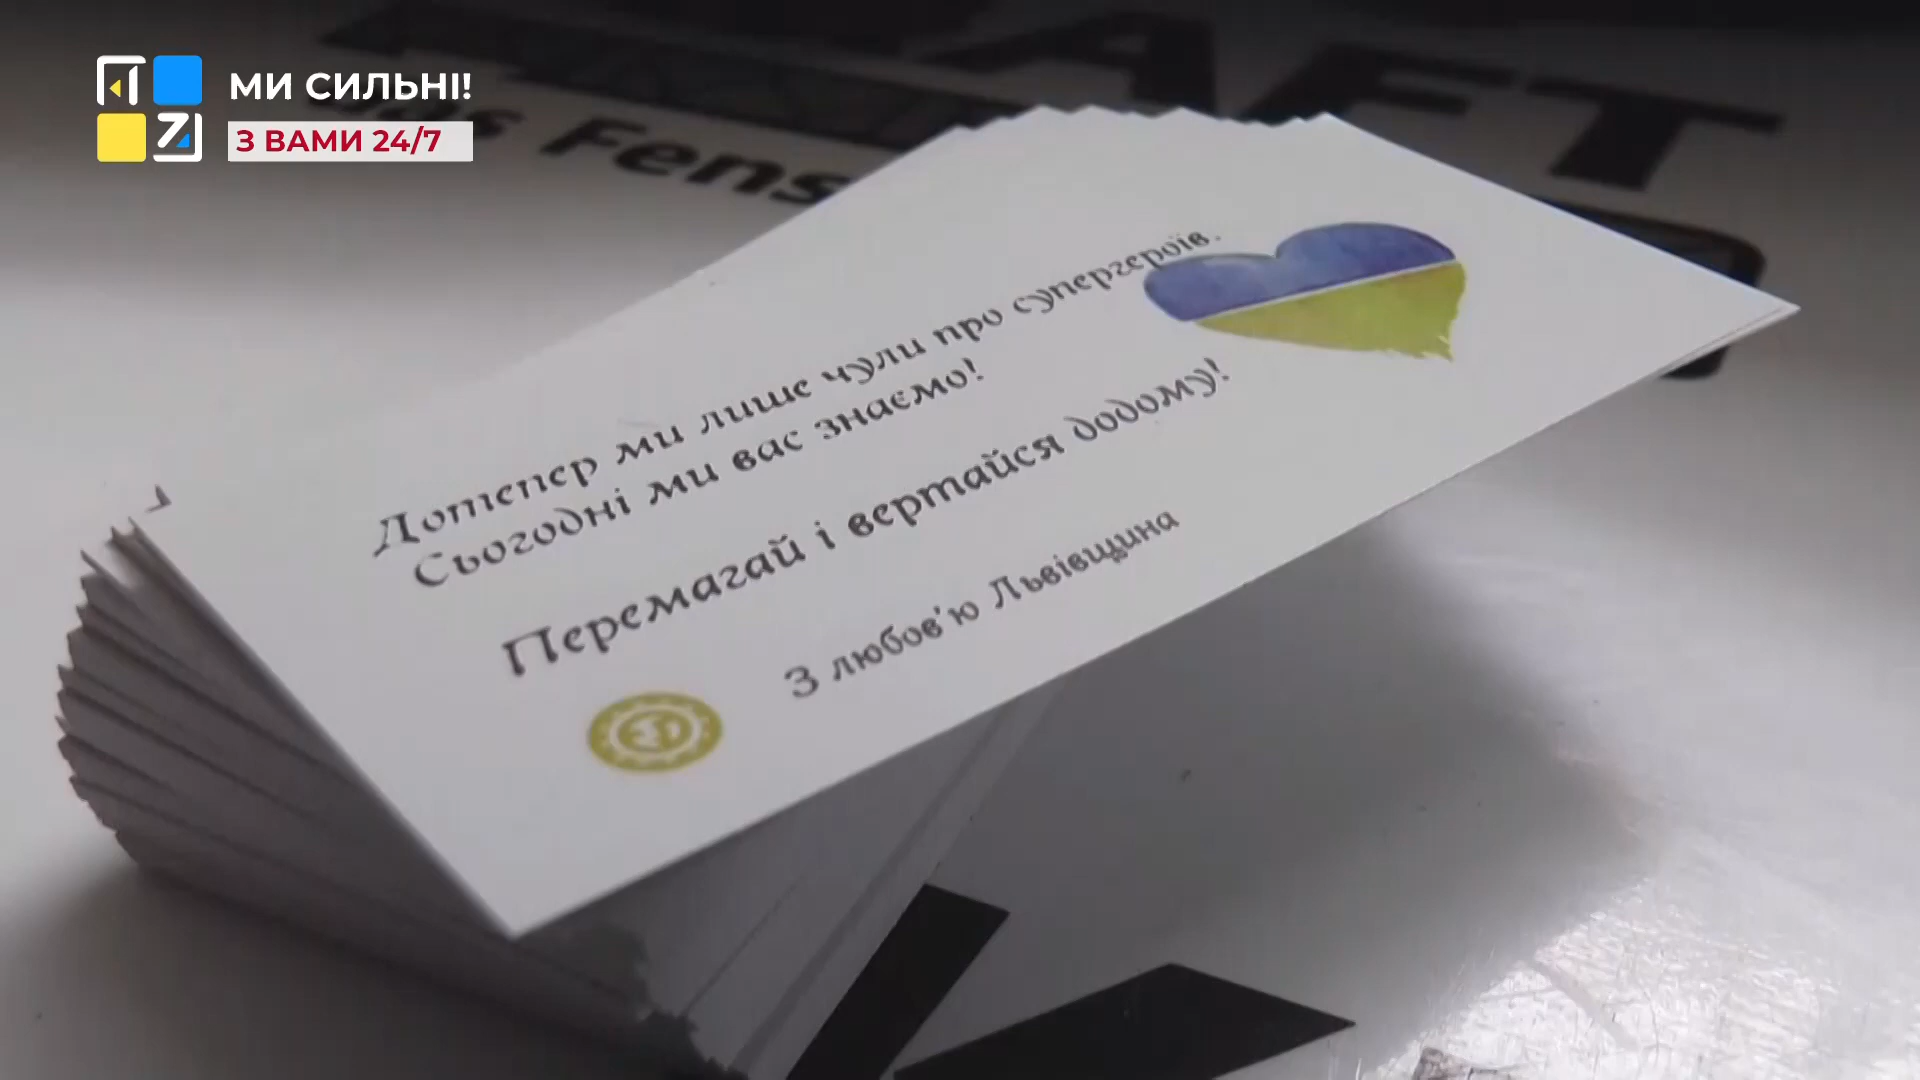 МИ СИЛЬНІ!
З ВАМИ 24/7
Fens
Дотепер ми лише чули про супергероїв.
Сьогодні ми вас знаємо!
Перемагай і вертайся додому!
З любов'ю Львівщина